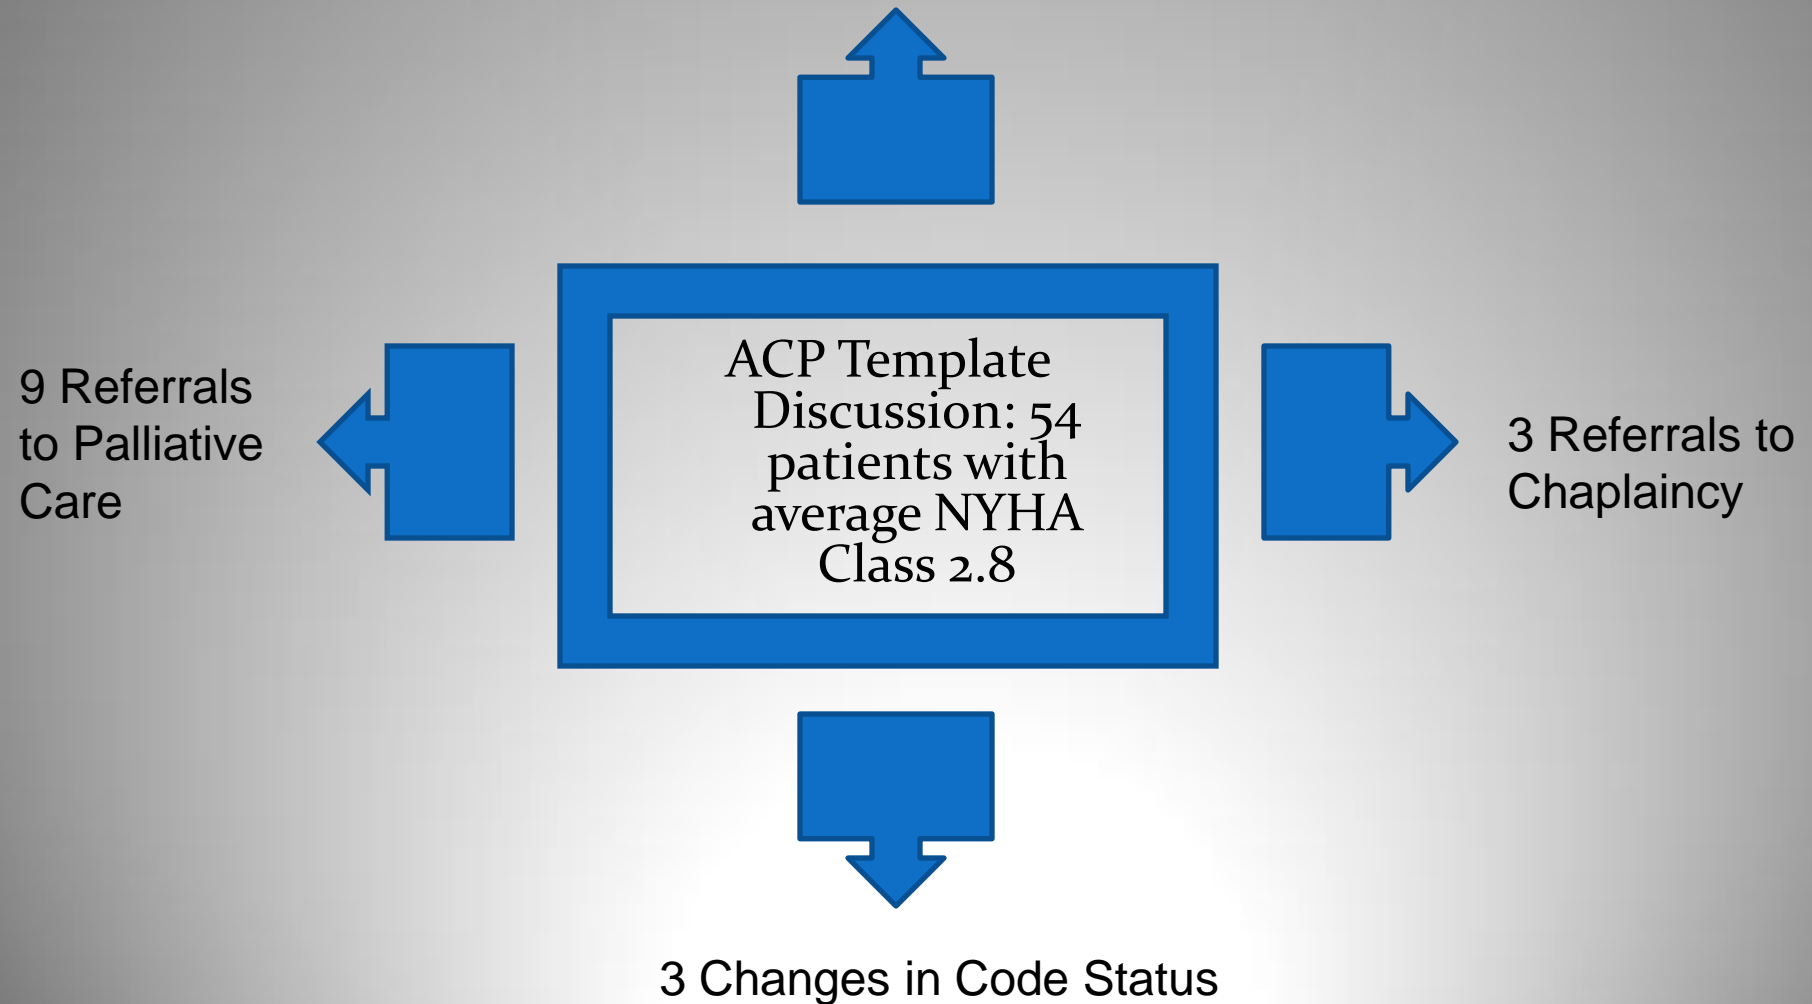 ACP Template
Discussion: 54
patients with
average NYHA
Class 2.8
9 Referrals
to Palliative
Care
3 Referrals to
Chaplaincy
3 Changes in Code Status